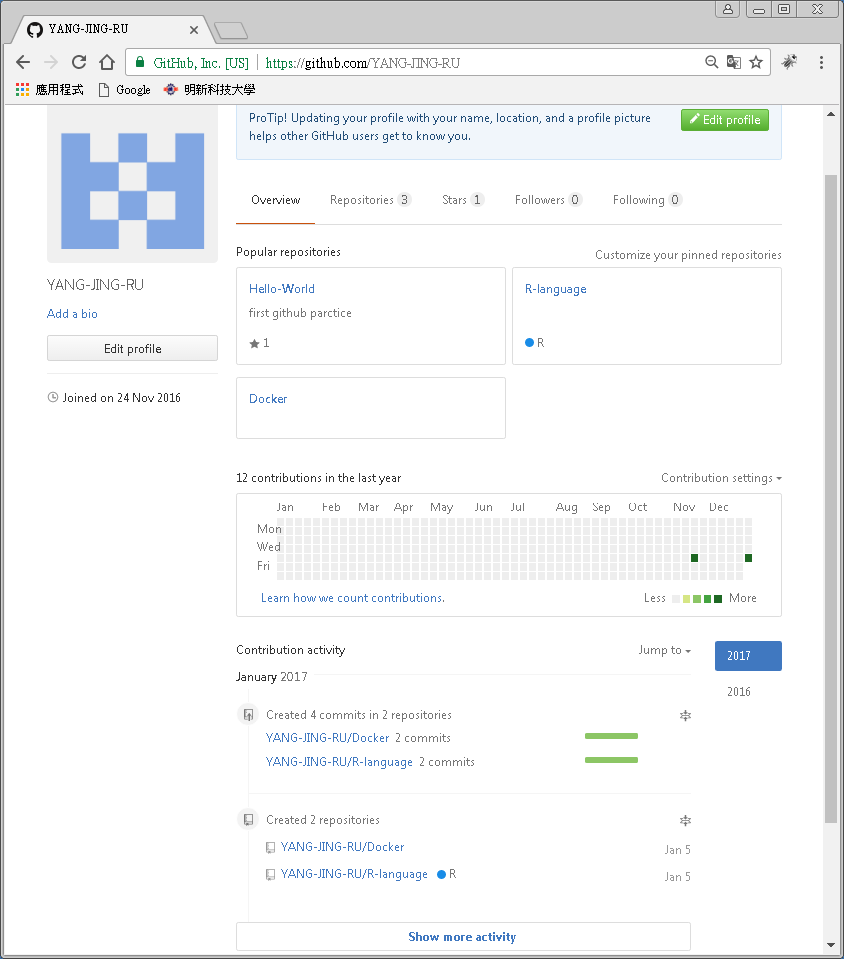 YANG-JING-RU
GitHub, Inc. [US] https://github.com/YANG-JING-RU
應用程式 Google 明新科技大學
ProTip! Updating your profile with your name, location, and a profile picture
helps other GitHub users get to know you.
Edit profile
Overview Repositories 3 Stars 1 Followers 0 Following 0
YANG-JING-RU
Add a bio
Edit profile
Joined on 24 Nov 2016
Popular repositories Customize your pinned repositories
Hello-World
first github parctice
1
R-language
R
Docker
12 contributions in the last year Contribution settings
Jan Feb Mar Apr May Jun Jul Aug Sep Oct Nov Dec
Mon
Wed
Fri
Learn how we count contributions. Less More
Contribution activity Jump to
2017
2016
January 2017
Created 4 commits in 2 repositories
YANG-JING-RU/Docker 2 commits
YANG-JING-RU/R-language 2 commits
Created 2 repositories
YANG-JING-RU/Docker Jan 5
YANG-JING-RU/R-language R Jan 5
Show more activity